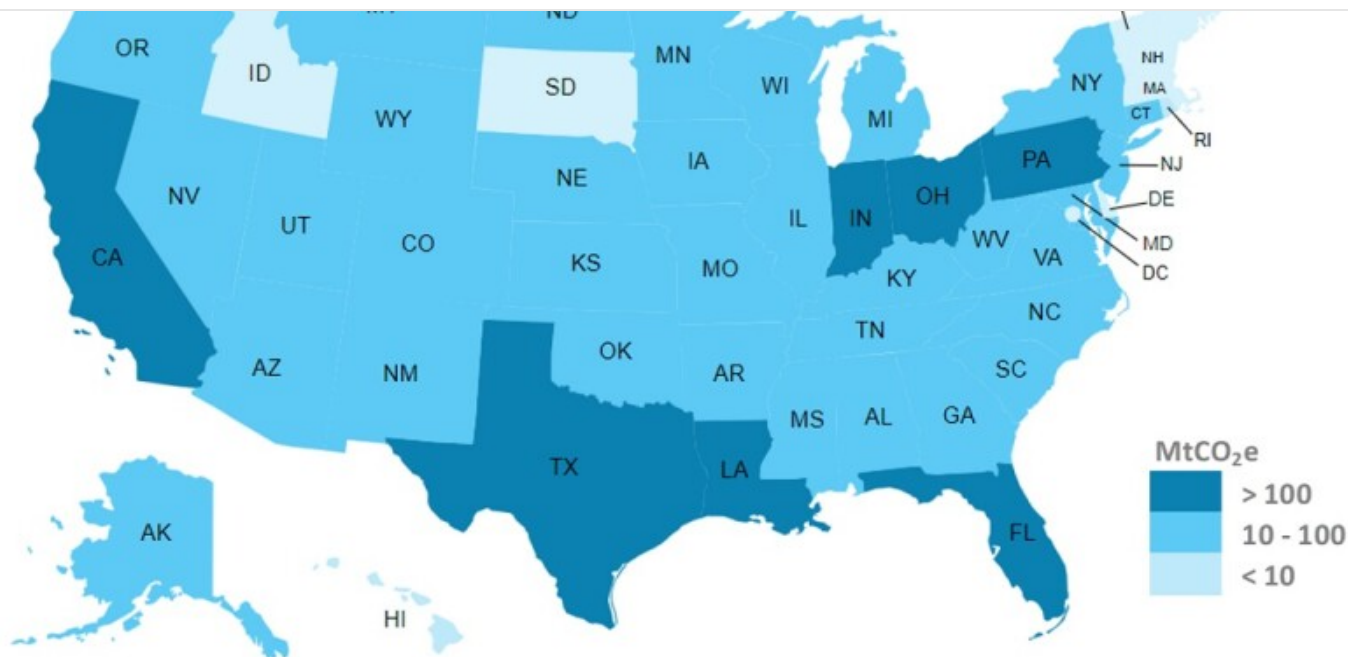 OR
ID
SD
MN
WI
MI
NY
NH
MA
CT
RI
WY
IA
NE
PA
NJ
NV
UT
CO
IL
IN
OH
DE
CA
KS
MO
WV
VA
MD
DC
KY
NC
TN
AZ
NM
OK
AR
SC
MS
AL
GA
TX
LA
FL
AK
HI
MtCO₂e
> 100
10 - 100
< 10